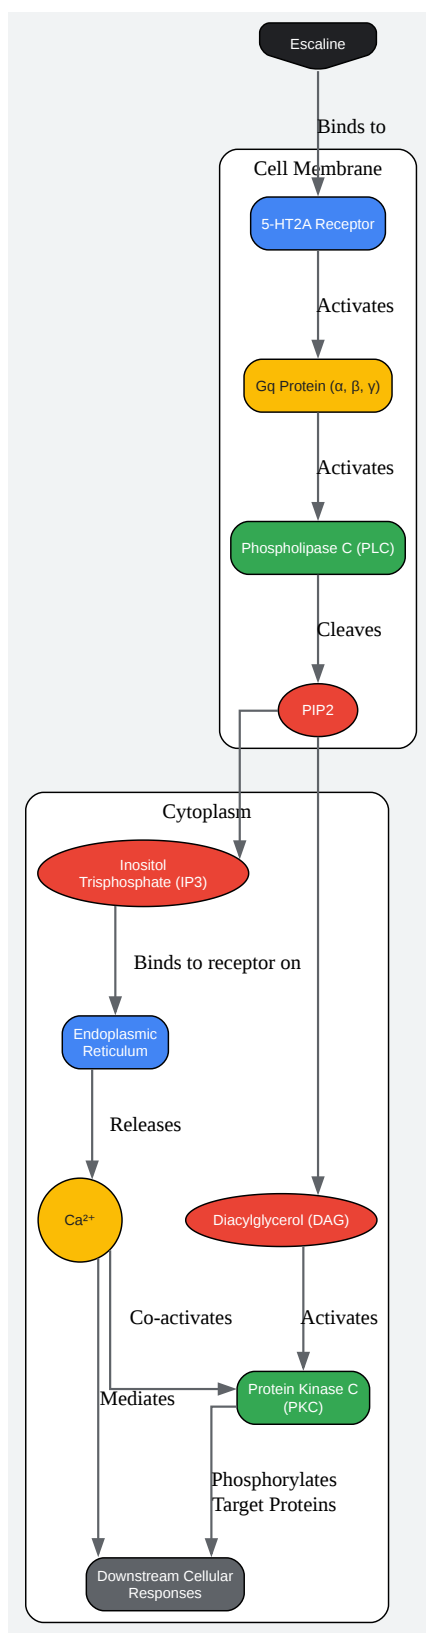 Escaline
Binds to
Cell Membrane
5-HT2A Receptor
Activates
Gq Protein (α, β, γ)
Activates
Phospholipase C (PLC)
Cleaves
PIP2
Cytoplasm
Inositol
Trisphosphate (IP3)
Binds to receptor on
Endoplasmic
Reticulum
Releases
Ca²⁺
Diacylglycerol (DAG)
Co-activates
Activates
Protein Kinase C
(PKC)
Mediates
Phosphorylates
Target Proteins
Downstream Cellular
Responses